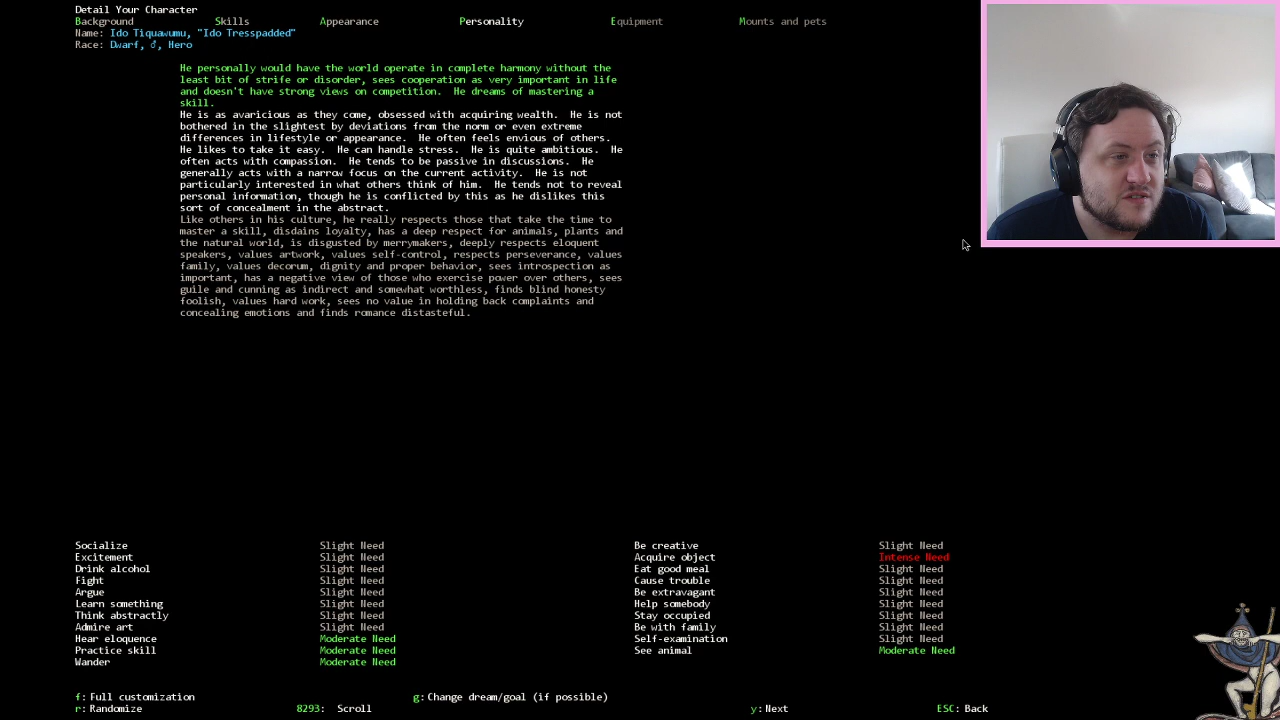 Detail Your Character
Background Skills Appearance Personality Equipment Mounts and pets
Name: Ido Tiquawumu, "Ido Tresspadded"
Race: Dwarf, ♂, Hero
He personally would have the world operate in complete harmony without the
least bit of strife or disorder, sees cooperation as very important in life
and doesn't have strong views on competition.  He dreams of mastering a
skill.
He is as avaricious as they come, obsessed with acquiring wealth.  He is not
bothered in the slightest by deviations from the norm or even extreme
differences in lifestyle or appearance.  He often feels envious of others.
He likes to take it easy.  He can handle stress.  He is quite ambitious.  He
often acts with compassion.  He tends to be passive in discussions.  He
generally acts with a narrow focus on the current activity.  He is not
particularly interested in what others think of him.  He tends not to reveal
personal information, though he is conflicted by this as he dislikes this
sort of concealment in the abstract.
Like others in his culture, he really respects those that take the time to
master a skill, disdains loyalty, has a deep respect for animals, plants and
the natural world, is disgusted by merrymakers, deeply respects eloquent
speakers, values artwork, values self-control, respects perseverance, values
family, values decorum, dignity and proper behavior, sees introspection as
important, has a negative view of those who exercise power over others, sees
guile and cunning as indirect and somewhat worthless, finds blind honesty
foolish, values hard work, sees no value in holding back complaints and
concealing emotions and finds romance distasteful.
Socialize Slight Need Be creative Slight Need
Excitement Slight Need Acquire object Intense Need
Drink alcohol Slight Need Eat good meal Slight Need
Fight Slight Need Cause trouble Slight Need
Argue Slight Need Be extravagant Slight Need
Learn something Slight Need Help somebody Slight Need
Think abstractly Slight Need Stay occupied Slight Need
Admire art Slight Need Be with family Slight Need
Hear eloquence Moderate Need Self-examination Slight Need
Practice skill Moderate Need See animal Moderate Need
Wander Moderate Need
f: Full customization g: Change dream/goal (if possible)
r: Randomize 8293: Scroll y: Next ESC: Back